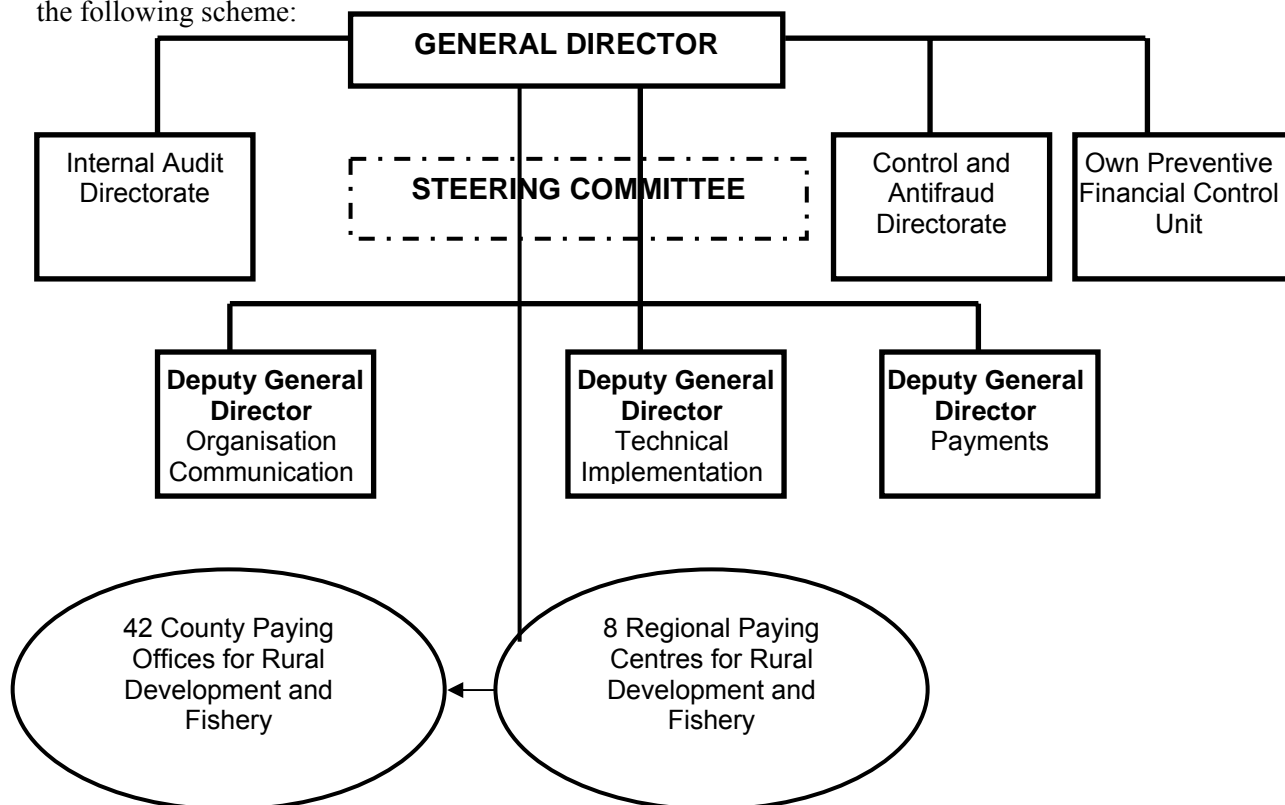 the following scheme:
GENERAL DIRECTOR
Internal Audit
Directorate
STEERING COMMITTEE
Control and
Antifraud
Directorate
Own Preventive
Financial Control
Unit
Deputy General
Director
Organisation
Communication
Deputy General
Director
Technical
Implementation
Deputy General
Director
Payments
42 County Paying
Offices for Rural
Development and
Fishery
8 Regional Paying
Centres for Rural
Development and
Fishery